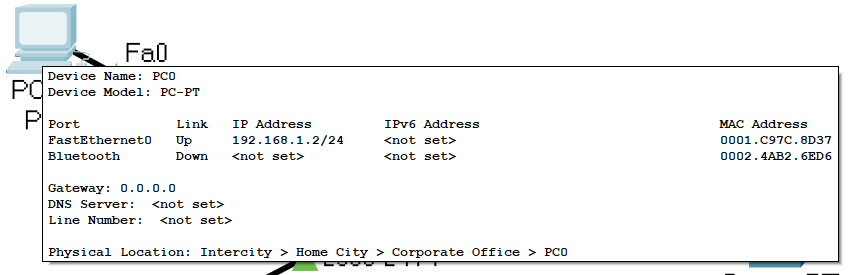 Fa0
PC
P
Device Name: PC0
Device Model: PC-PT
Port Link IP Address IPv6 Address MAC Address
FastEthernet0 Up 192.168.1.2/24 <not set> 0001.C97C.8D37
Bluetooth Down <not set> <not set> 0002.4AB2.6ED6
Gateway: 0.0.0.0
DNS Server: <not set>
Line Number: <not set>
Physical Location: Intercity > Home City > Corporate Office > PC0